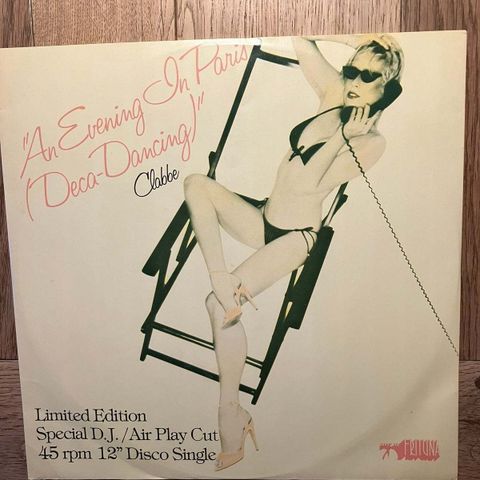 "An Evening In Paris
(Deca-Dancing)"
Clabbe
Limited Edition
Special D.J./Air Play Cut
45 rpm 12" Disco Single